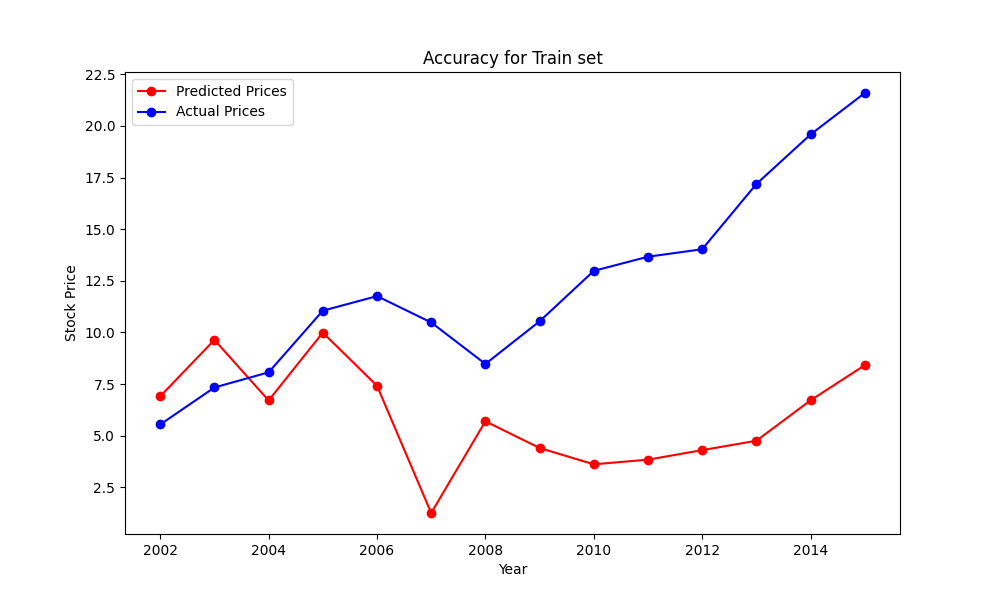 Accuracy for Train set
Predicted Prices
Actual Prices
22.5
20.0
17.5
15.0
12.5
10.0
7.5
5.0
2.5
Stock Price
2002 2004 2006 2008 2010 2012 2014
Year